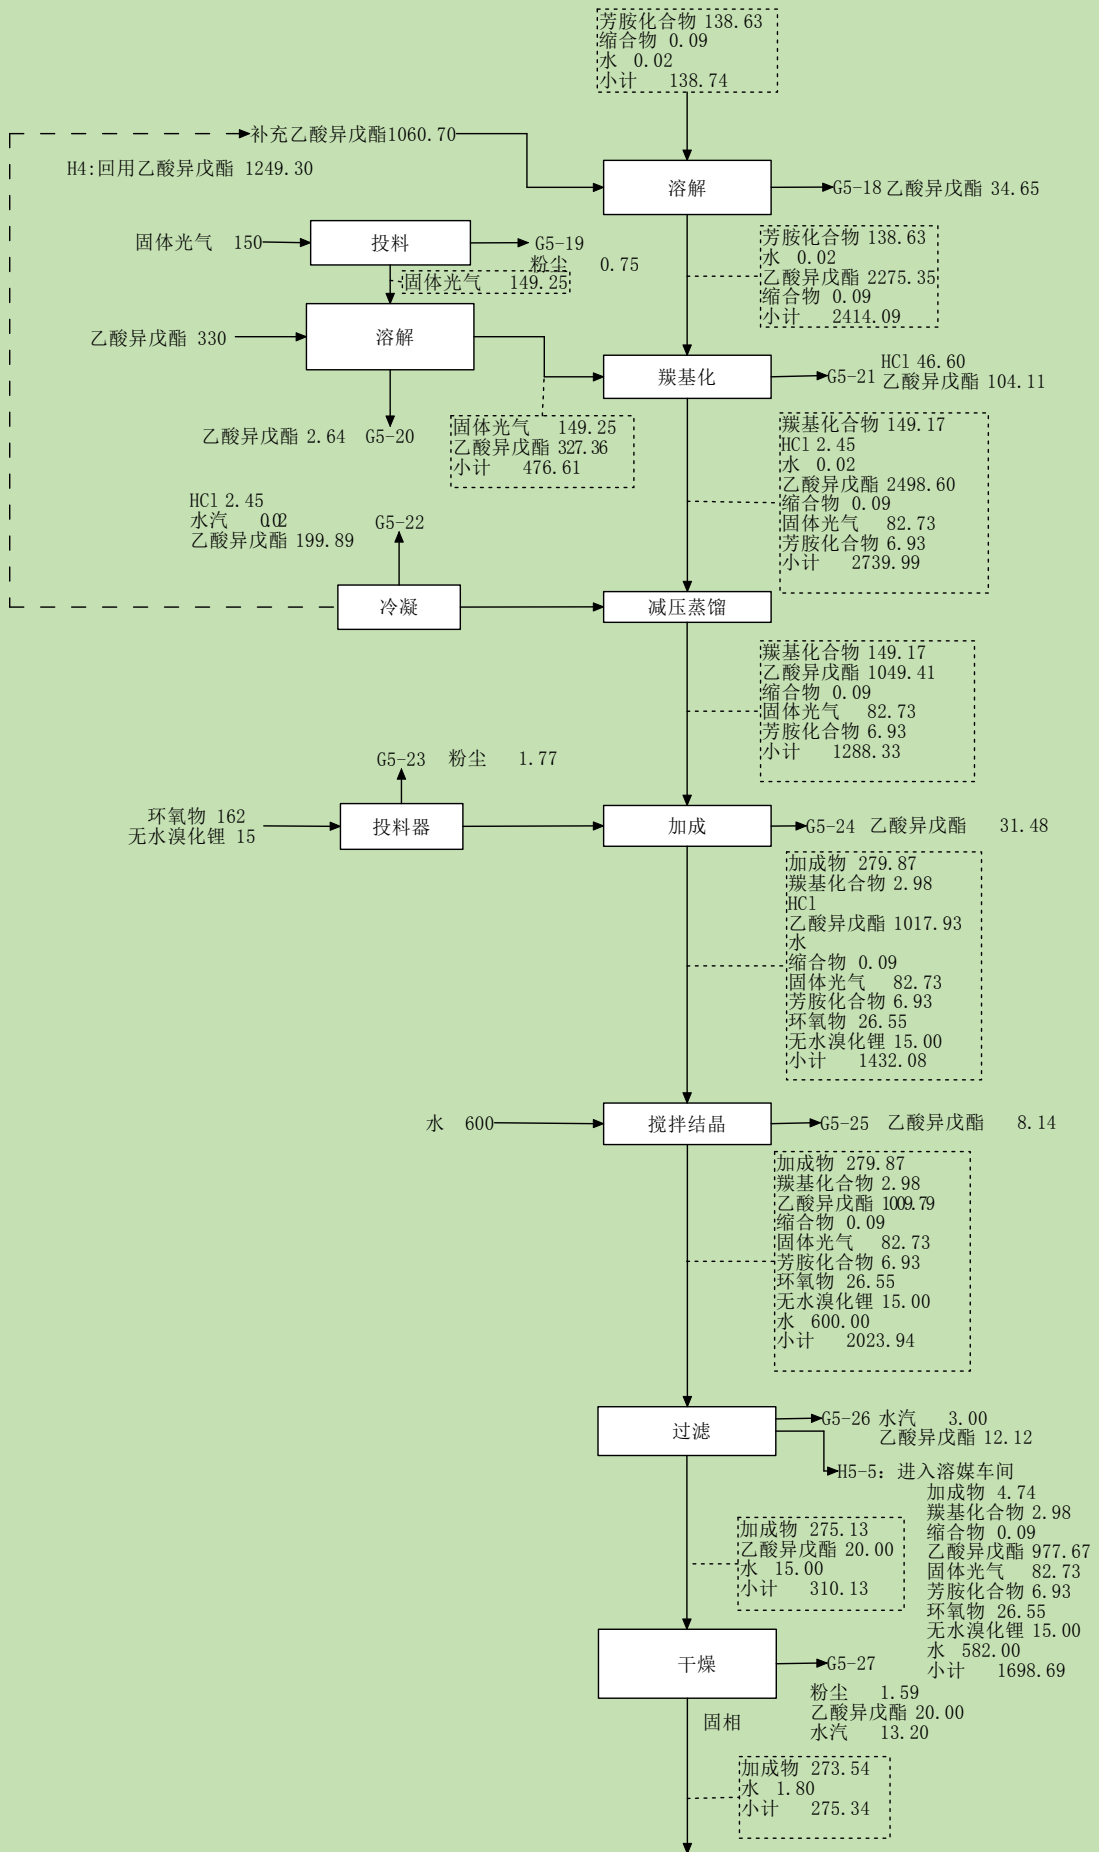 芳胺化合物 138.63
缩合物 0.09
水 0.02
小计 138.74
补充乙酸异戊酯1060.70
H4:回用乙酸异戊酯 1249.30
溶解
G5-18 乙酸异戊酯 34.65
固体光气 150
投料
G5-19
粉尘 0.75
固体光气 149.25
芳胺化合物 138.63
水 0.02
乙酸异戊酯 2275.35
缩合物 0.09
小计 2414.09
乙酸异戊酯 330
溶解
羰基化
G5-21
HCl 46.60
乙酸异戊酯 104.11
乙酸异戊酯 2.64 G5-20
固体光气 149.25
乙酸异戊酯 327.36
小计 476.61
羰基化合物 149.17
HCl 2.45
水 0.02
乙酸异戊酯 2498.60
缩合物 0.09
固体光气 82.73
芳胺化合物 6.93
小计 2739.99
HCl 2.45
水汽 0.02
乙酸异戊酯 199.89
G5-22
冷凝
减压蒸馏
羰基化合物 149.17
乙酸异戊酯 1049.41
缩合物 0.09
固体光气 82.73
芳胺化合物 6.93
小计 1288.33
G5-23 粉尘 1.77
环氧物 162
无水溴化锂 15
投料器
加成
G5-24 乙酸异戊酯 31.48
加成物 279.87
羰基化合物 2.98
HCl
乙酸异戊酯 1017.93
水
缩合物 0.09
固体光气 82.73
芳胺化合物 6.93
环氧物 26.55
无水溴化锂 15.00
小计 1432.08
水 600
搅拌结晶
G5-25 乙酸异戊酯 8.14
加成物 279.87
羰基化合物 2.98
乙酸异戊酯 1009.79
缩合物 0.09
固体光气 82.73
芳胺化合物 6.93
环氧物 26.55
无水溴化锂 15.00
水 600.00
小计 2023.94
过滤
G5-26 水汽 3.00
乙酸异戊酯 12.12
H5-5：进入溶媒车间
加成物 4.74
羰基化合物 2.98
缩合物 0.09
乙酸异戊酯 977.67
固体光气 82.73
芳胺化合物 6.93
环氧物 26.55
无水溴化锂 15.00
水 582.00
小计 1698.69
加成物 275.13
乙酸异戊酯 20.00
水 15.00
小计 310.13
干燥
G5-27
粉尘 1.59
乙酸异戊酯 20.00
水汽 13.20
固相
加成物 273.54
水 1.80
小计 275.34